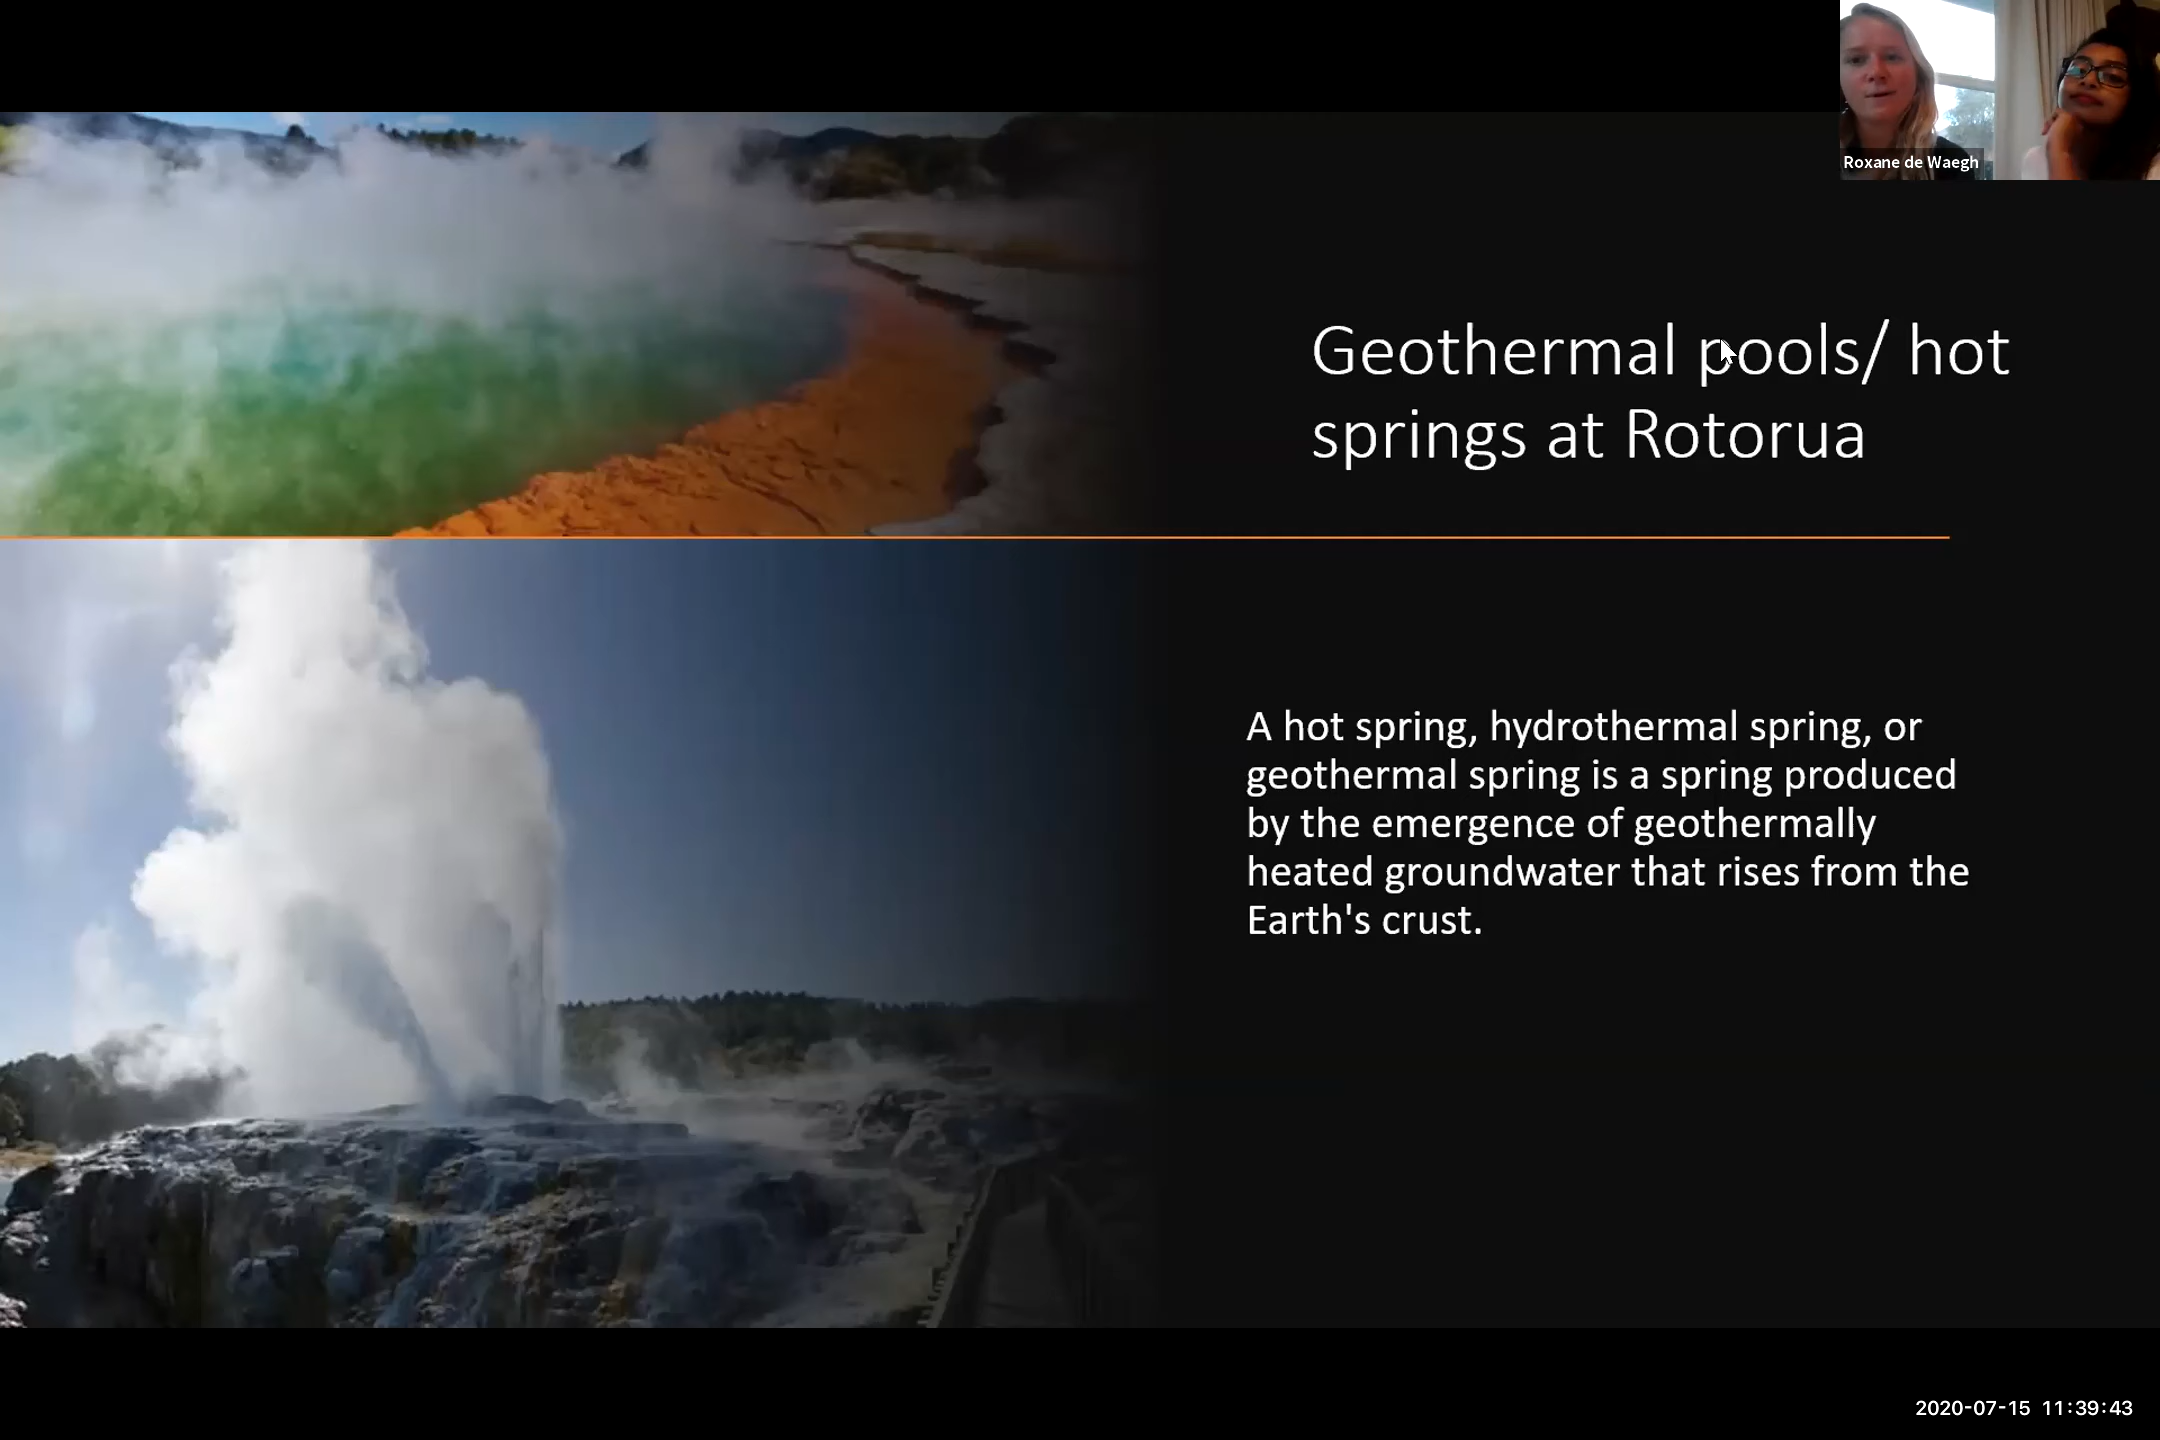 Roxane de Waegh
Geothermal pools/ hot
springs at Rotorua
A hot spring, hydrothermal spring, or
geothermal spring is a spring produced
by the emergence of geothermally
heated groundwater that rises from the
Earth's crust.
2020-07-15 11:39:43